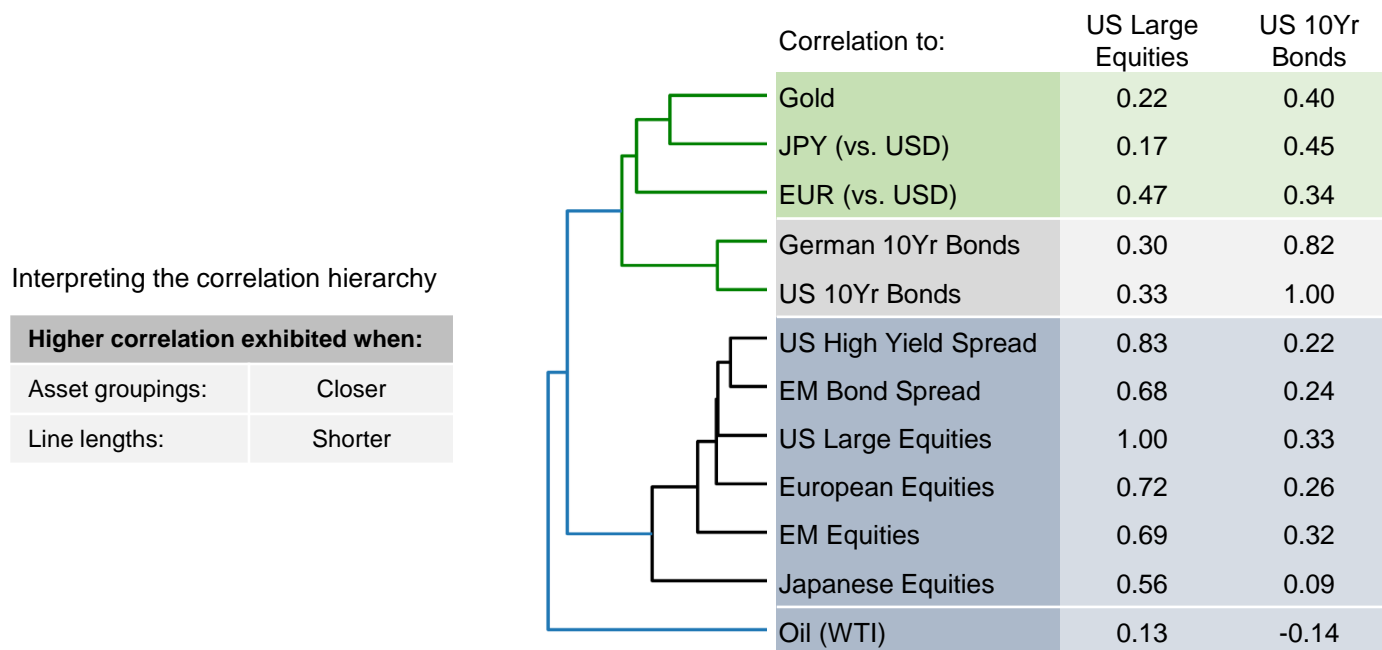 Correlation to: US Large Equities US 10Yr Bonds
Gold 0.22 0.40
JPY (vs. USD) 0.17 0.45
EUR (vs. USD) 0.47 0.34
German 10Yr Bonds 0.30 0.82
US 10Yr Bonds 0.33 1.00
US High Yield Spread 0.83 0.22
EM Bond Spread 0.68 0.24
US Large Equities 1.00 0.33
European Equities 0.72 0.26
EM Equities 0.69 0.32
Japanese Equities 0.56 0.09
Oil (WTI) 0.13 -0.14
Interpreting the correlation hierarchy
Higher correlation exhibited when:
Asset groupings: Closer
Line lengths: Shorter